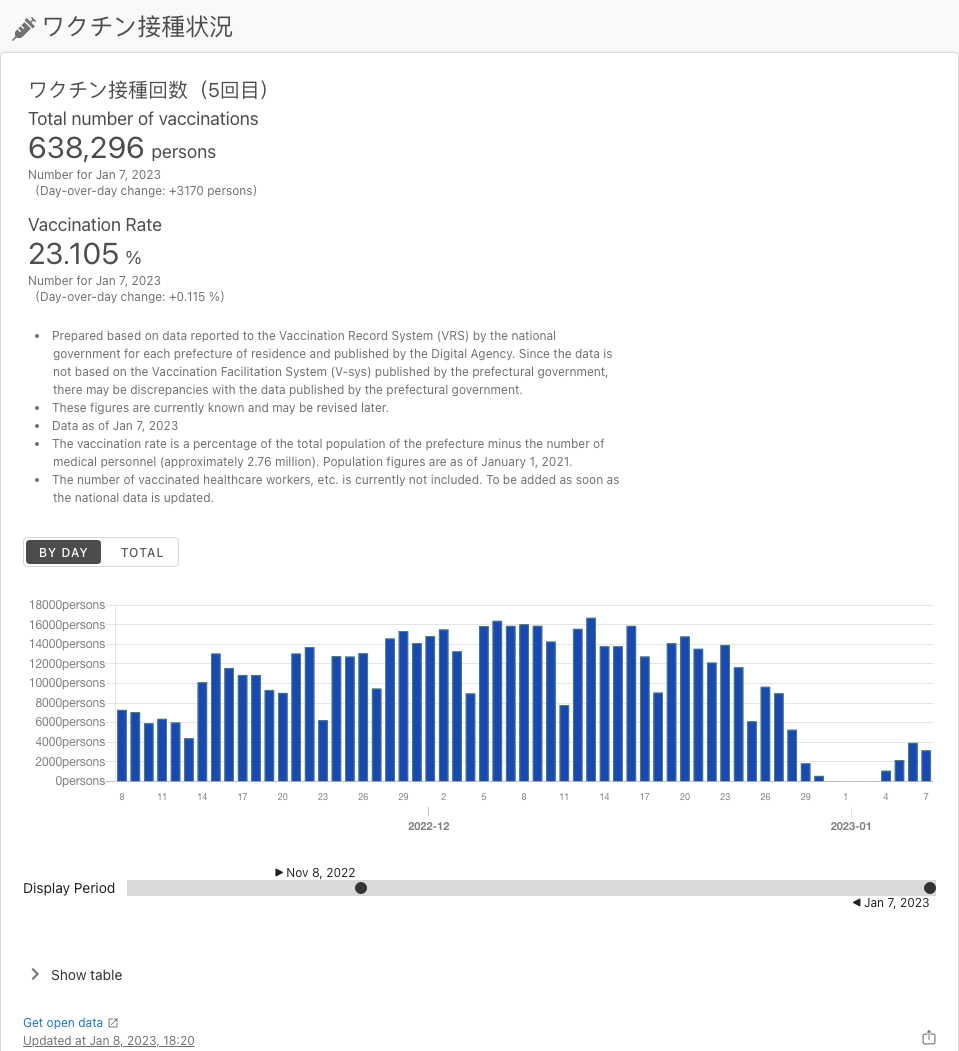 ワクチン接種状況
ワクチン接種回数（5回目）
Total number of vaccinations
638,296 persons
Number for Jan 7, 2023
（Day-over-day change: +3170 persons）
Vaccination Rate
23.105 %
Number for Jan 7, 2023
（Day-over-day change: +0.115 %）
• Prepared based on data reported to the Vaccination Record System (VRS) by the national
government for each prefecture of residence and published by the Digital Agency. Since the data is
not based on the Vaccination Facilitation System (V-sys) published by the prefectural government,
there may be discrepancies with the data published by the prefectural government.
• These figures are currently known and may be revised later.
• Data as of Jan 7, 2023
• The vaccination rate is a percentage of the total population of the prefecture minus the number of
medical personnel (approximately 2.76 million). Population figures are as of January 1, 2021.
• The number of vaccinated healthcare workers, etc. is currently not included. To be added as soon as
the national data is updated.
BY DAY TOTAL
18000persons
16000persons
14000persons
12000persons
10000persons
8000persons
6000persons
4000persons
2000persons
0persons
8 11 14 17 20 23 26 29 2 5 8 11 14 17 20 23 26 29 1 4 7
2022-12 2023-01
Nov 8, 2022
Display Period
Jan 7, 2023
Show table
Get open data
Updated at Jan 8, 2023, 18:20